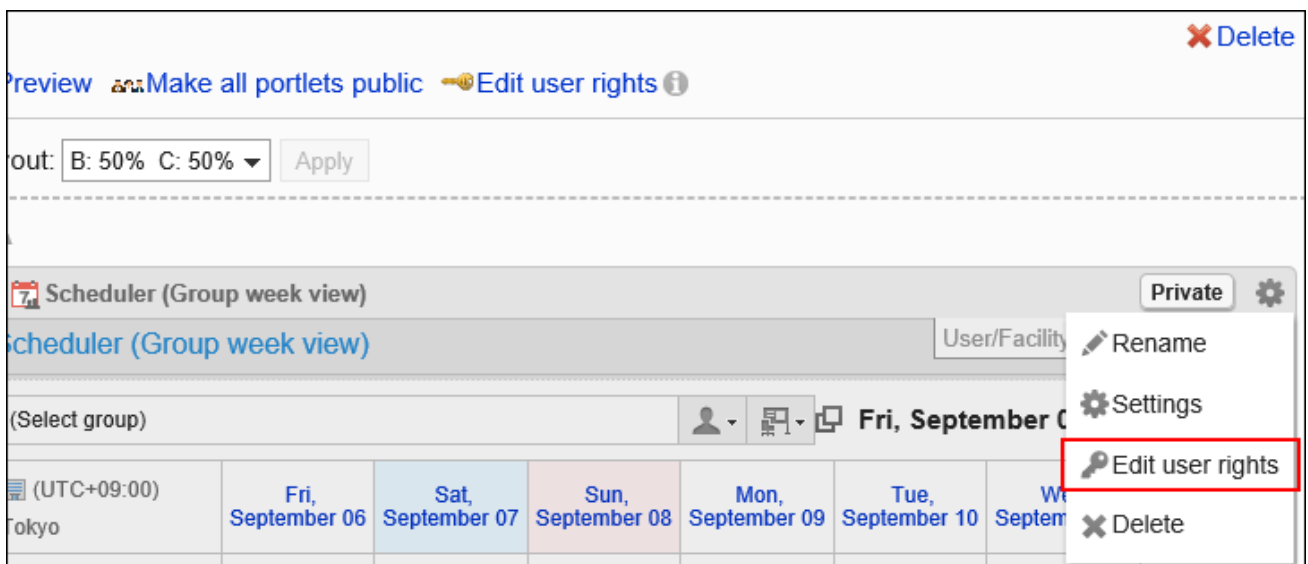 Delete
Preview Make all portlets public Edit user rights
out: B: 50% C: 50% Apply
Scheduler (Group week view) Private
Scheduler (Group week view) User/Facility
Rename
Settings
(Select group) Fri, September 0
Edit user rights
(UTC+09:00)
Tokyo
Fri,
September 06
Sat,
September 07
Sun,
September 08
Mon,
September 09
Tue,
September 10
We
Septem
Delete